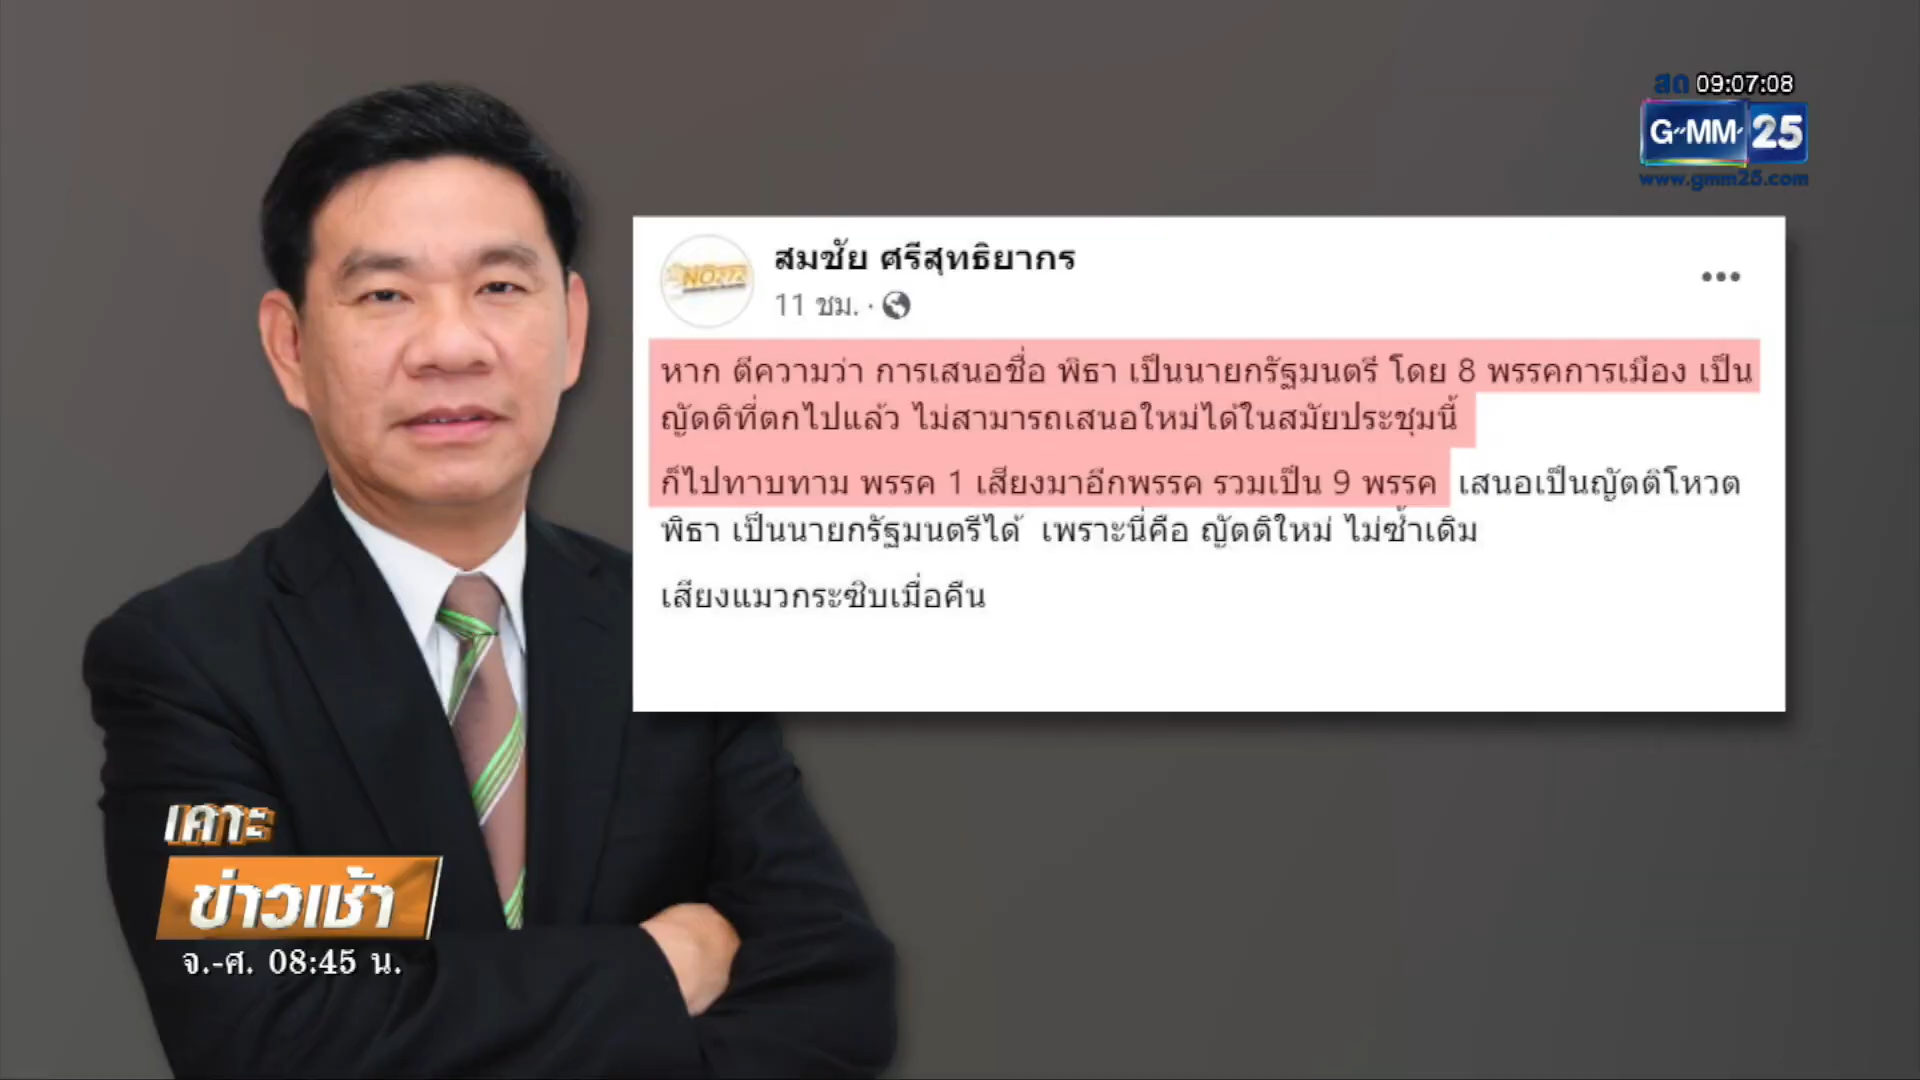 สด 09:07:08
GMM 25
www.gmm25.com
สมชัย ศรีสุทธิยากร
11 ชม. ·
หาก ตีความว่า การเสนอชื่อ พิธา เป็นนายกรัฐมนตรี โดย 8 พรรคการเมือง เป็น
ญัตติที่ตกไปแล้ว ไม่สามารถเสนอใหม่ได้ในสมัยประชุมนี้
ก็ไปทาบทาม พรรค 1 เสียงมาอีกพรรค รวมเป็น 9 พรรค เสนอเป็นญัตติโหวต
พิธา เป็นนายกรัฐมนตรีได้ เพราะนี่คือ ญัตติใหม่ ไม่ซ้ำเดิม
เสียงแมวกระซิบเมื่อคืน
เคาะ
ข่าวเช้า
จ.-ศ. 08:45 น.